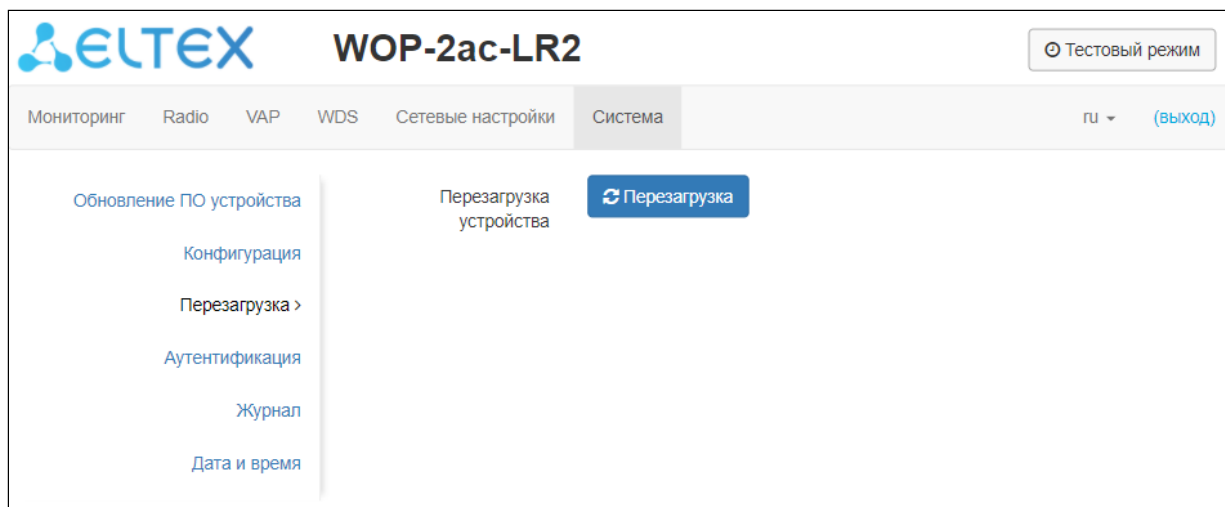 ELTEX
WOP-2ac-LR2
Тестовый режим
Мониторинг Radio VAP WDS Сетевые настройки Система ru (выход)
Обновление ПО устройства
Конфигурация
Перезагрузка >
Аутентификация
Журнал
Дата и время
Перезагрузка
устройства
Перезагрузка